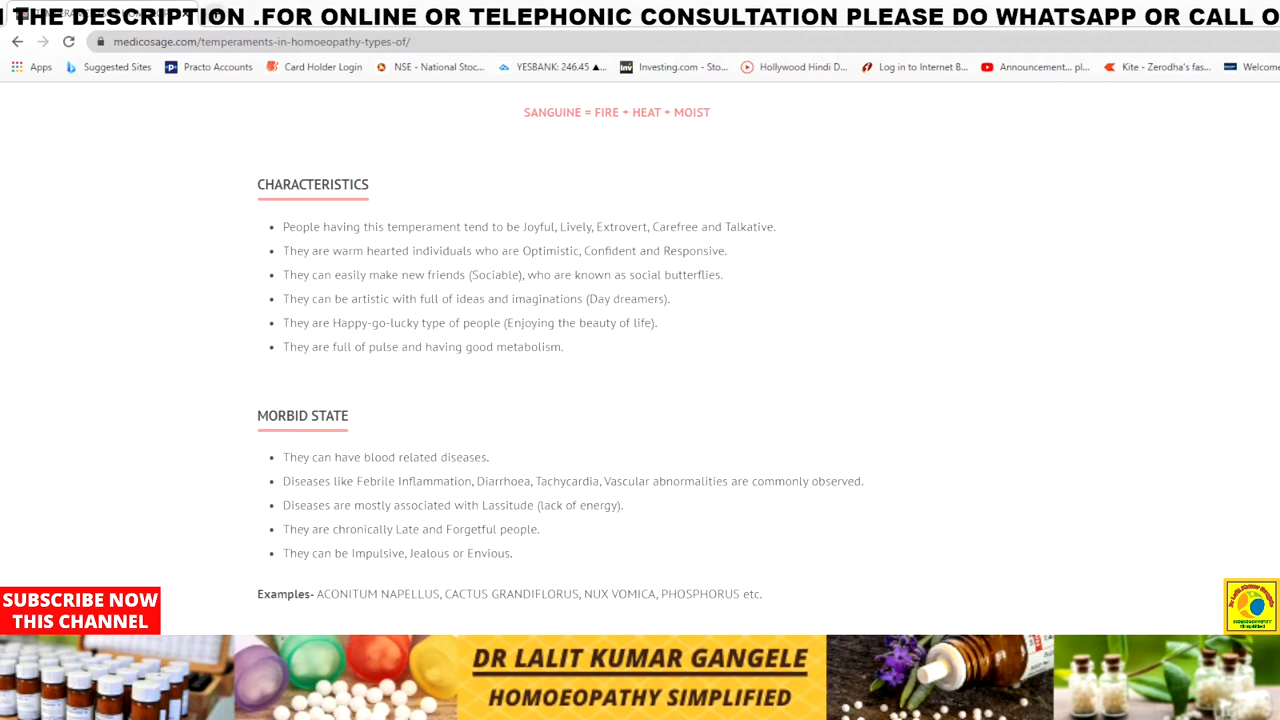 THE DESCRIPTION .FOR ONLINE OR TELEPHONIC CONSULTATION PLEASE DO WHATSAPP OR CALL O
medicosage.com/temperaments-in-homoeopathy-types-of/
Apps Suggested Sites Practo Accounts Card Holder Login NSE - National Stoc... YESBANK: 246.45 ▲... Investing.com - Sto... Hollywood Hindi D... Log in to Internet B... Announcement... pl... Kite - Zerodha's fas... Welcome
SANGUINE = FIRE + HEAT + MOIST
CHARACTERISTICS
• People having this temperament tend to be Joyful, Lively, Extrovert, Carefree and Talkative.
• They are warm hearted individuals who are Optimistic, Confident and Responsive.
• They can easily make new friends (Sociable), who are known as social butterflies.
• They can be artistic with full of ideas and imaginations (Day dreamers).
• They are Happy-go-lucky type of people (Enjoying the beauty of life).
• They are full of pulse and having good metabolism.
MORBID STATE
• They can have blood related diseases.
• Diseases like Febrile Inflammation, Diarrhoea, Tachycardia, Vascular abnormalities are commonly observed.
• Diseases are mostly associated with Lassitude (lack of energy).
• They are chronically Late and Forgetful people.
• They can be Impulsive, Jealous or Envious.
Examples- ACONITUM NAPELLUS, CACTUS GRANDIFLORUS, NUX VOMICA, PHOSPHORUS etc.
SUBSCRIBE NOW
THIS CHANNEL
DR LALIT KUMAR GANGELE
HOMOEOPATHY SIMPLIFIED